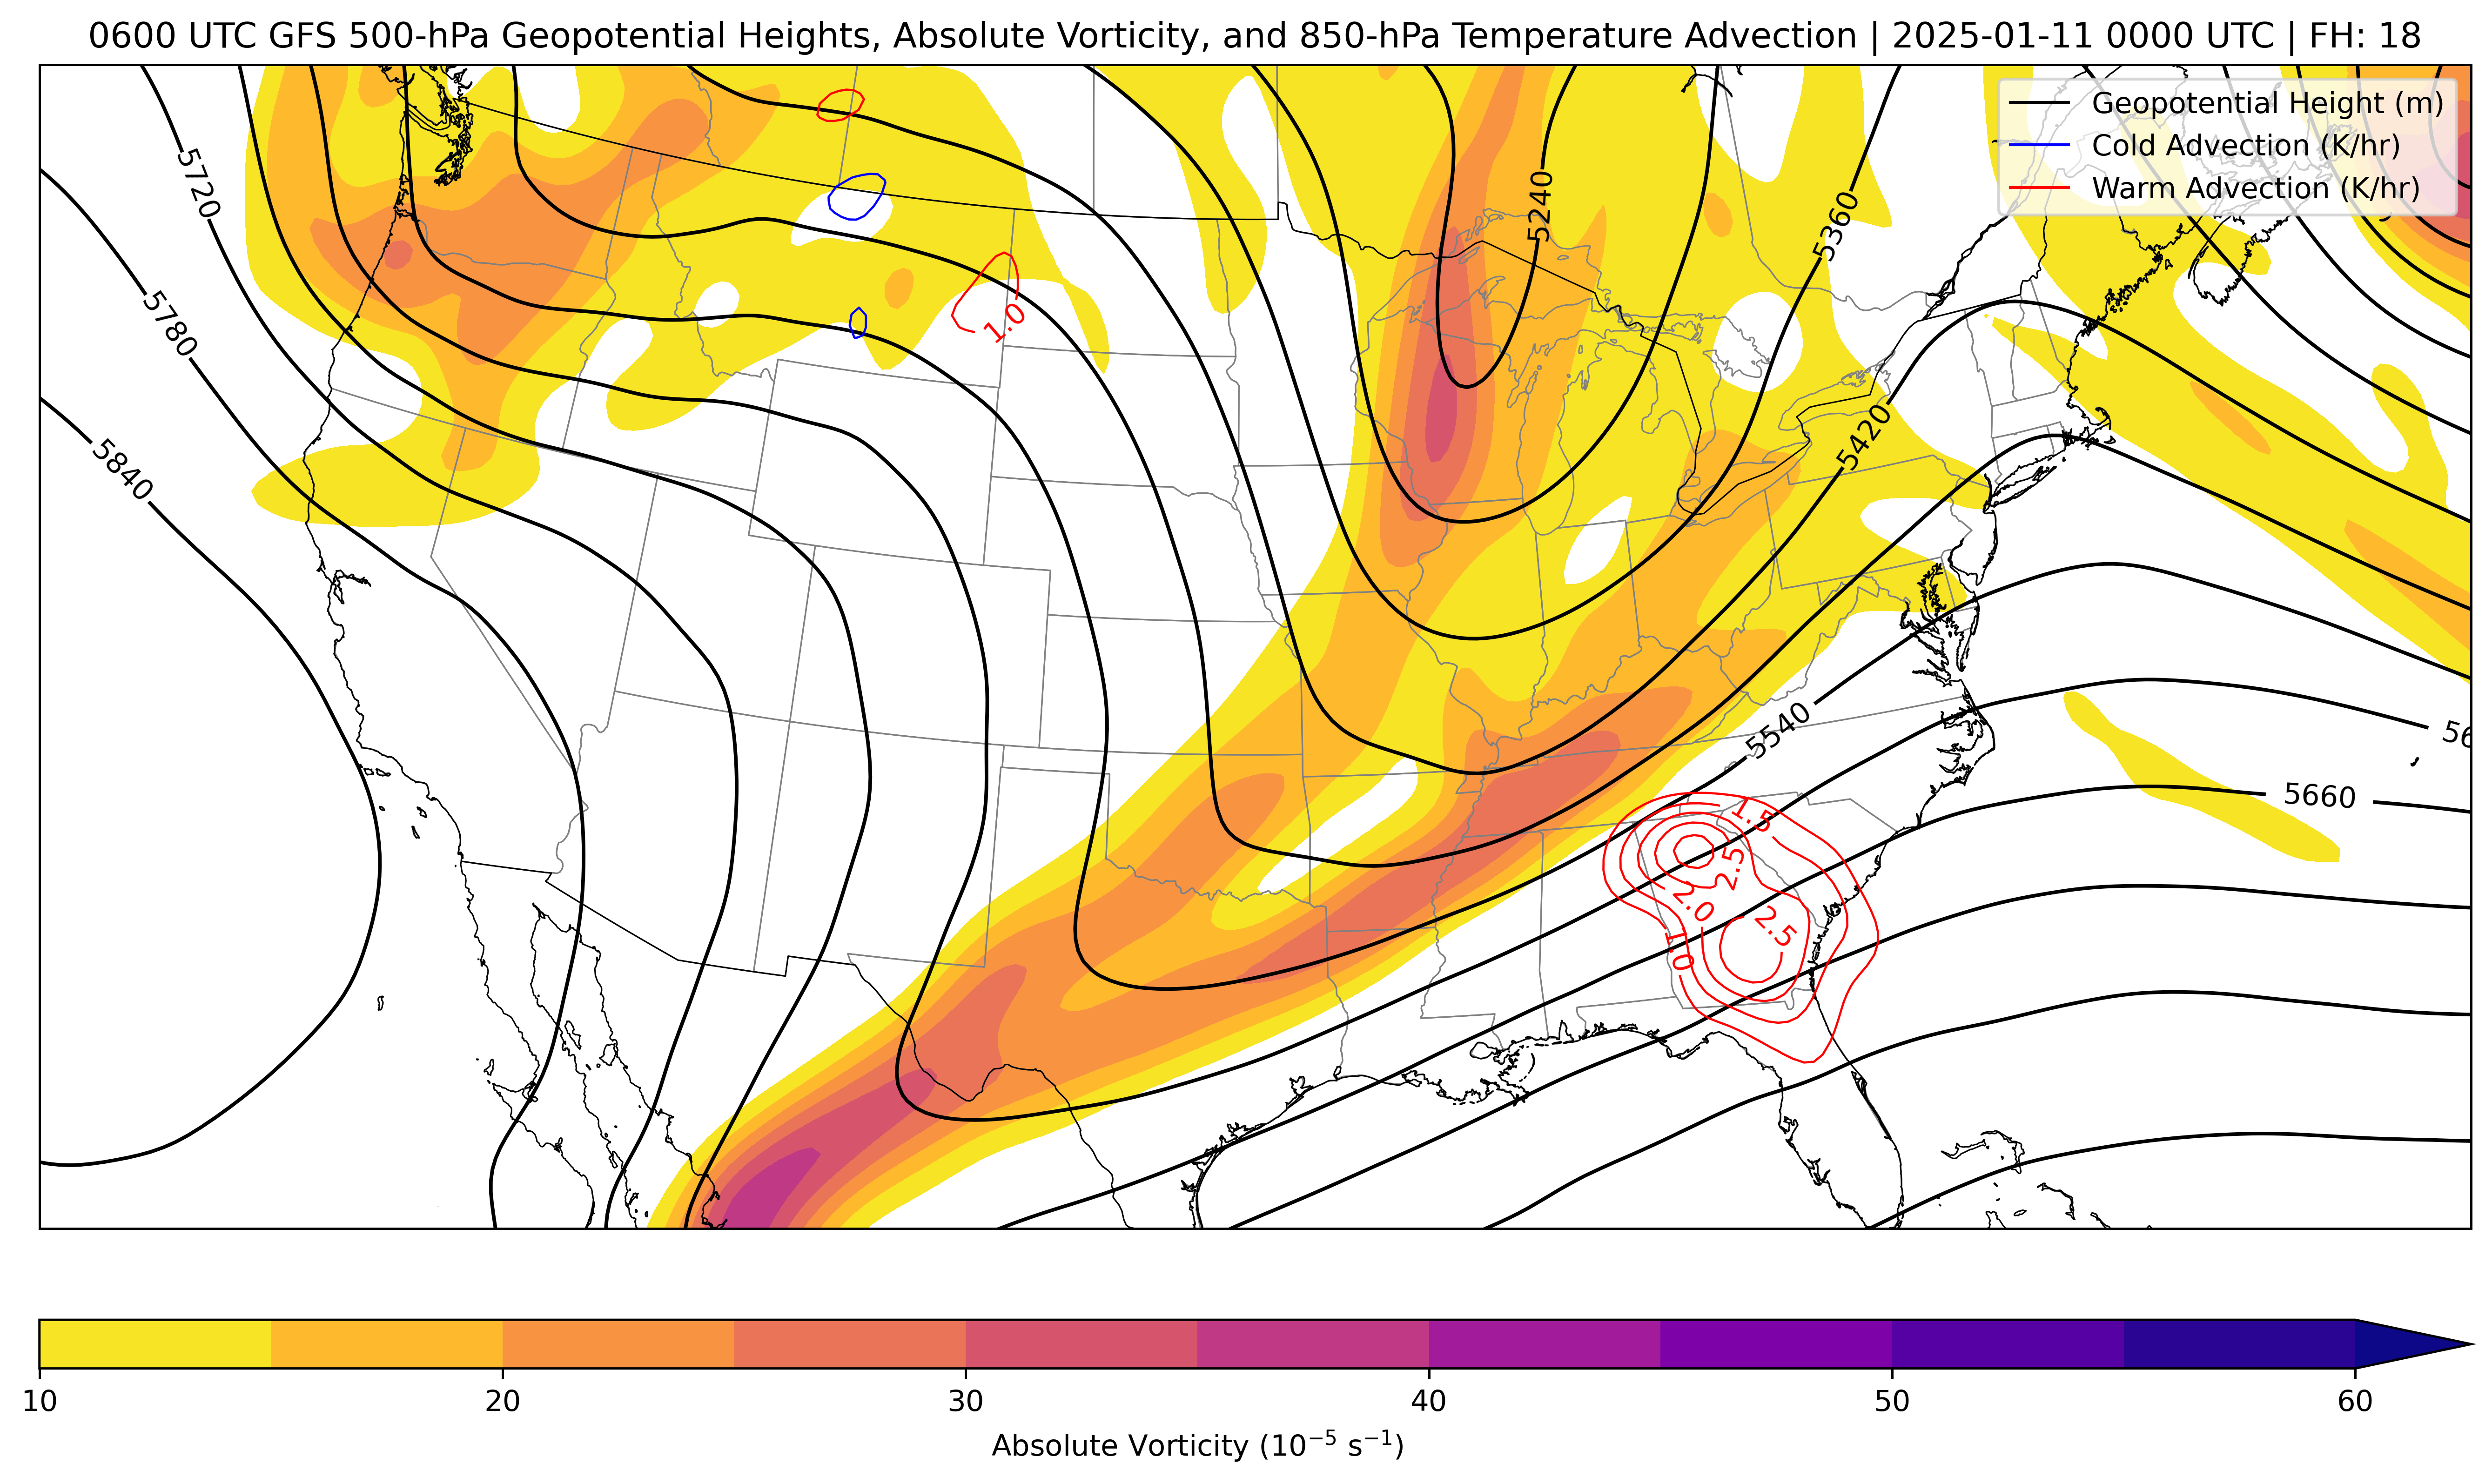 0600 UTC GFS 500-hPa Geopotential Heights, Absolute Vorticity, and 850-hPa Temperature Advection | 2025-01-11 0000 UTC | FH: 18
Geopotential Height (m)
Cold Advection (K/hr)
Warm Advection (K/hr)
5720
5240
5360
5780
1.0
5840
5420
5540
5660
1.5
2.5
2.0
2.5
1.0
10 20 30 40 50 60
Absolute Vorticity (10⁻⁵ s⁻¹)